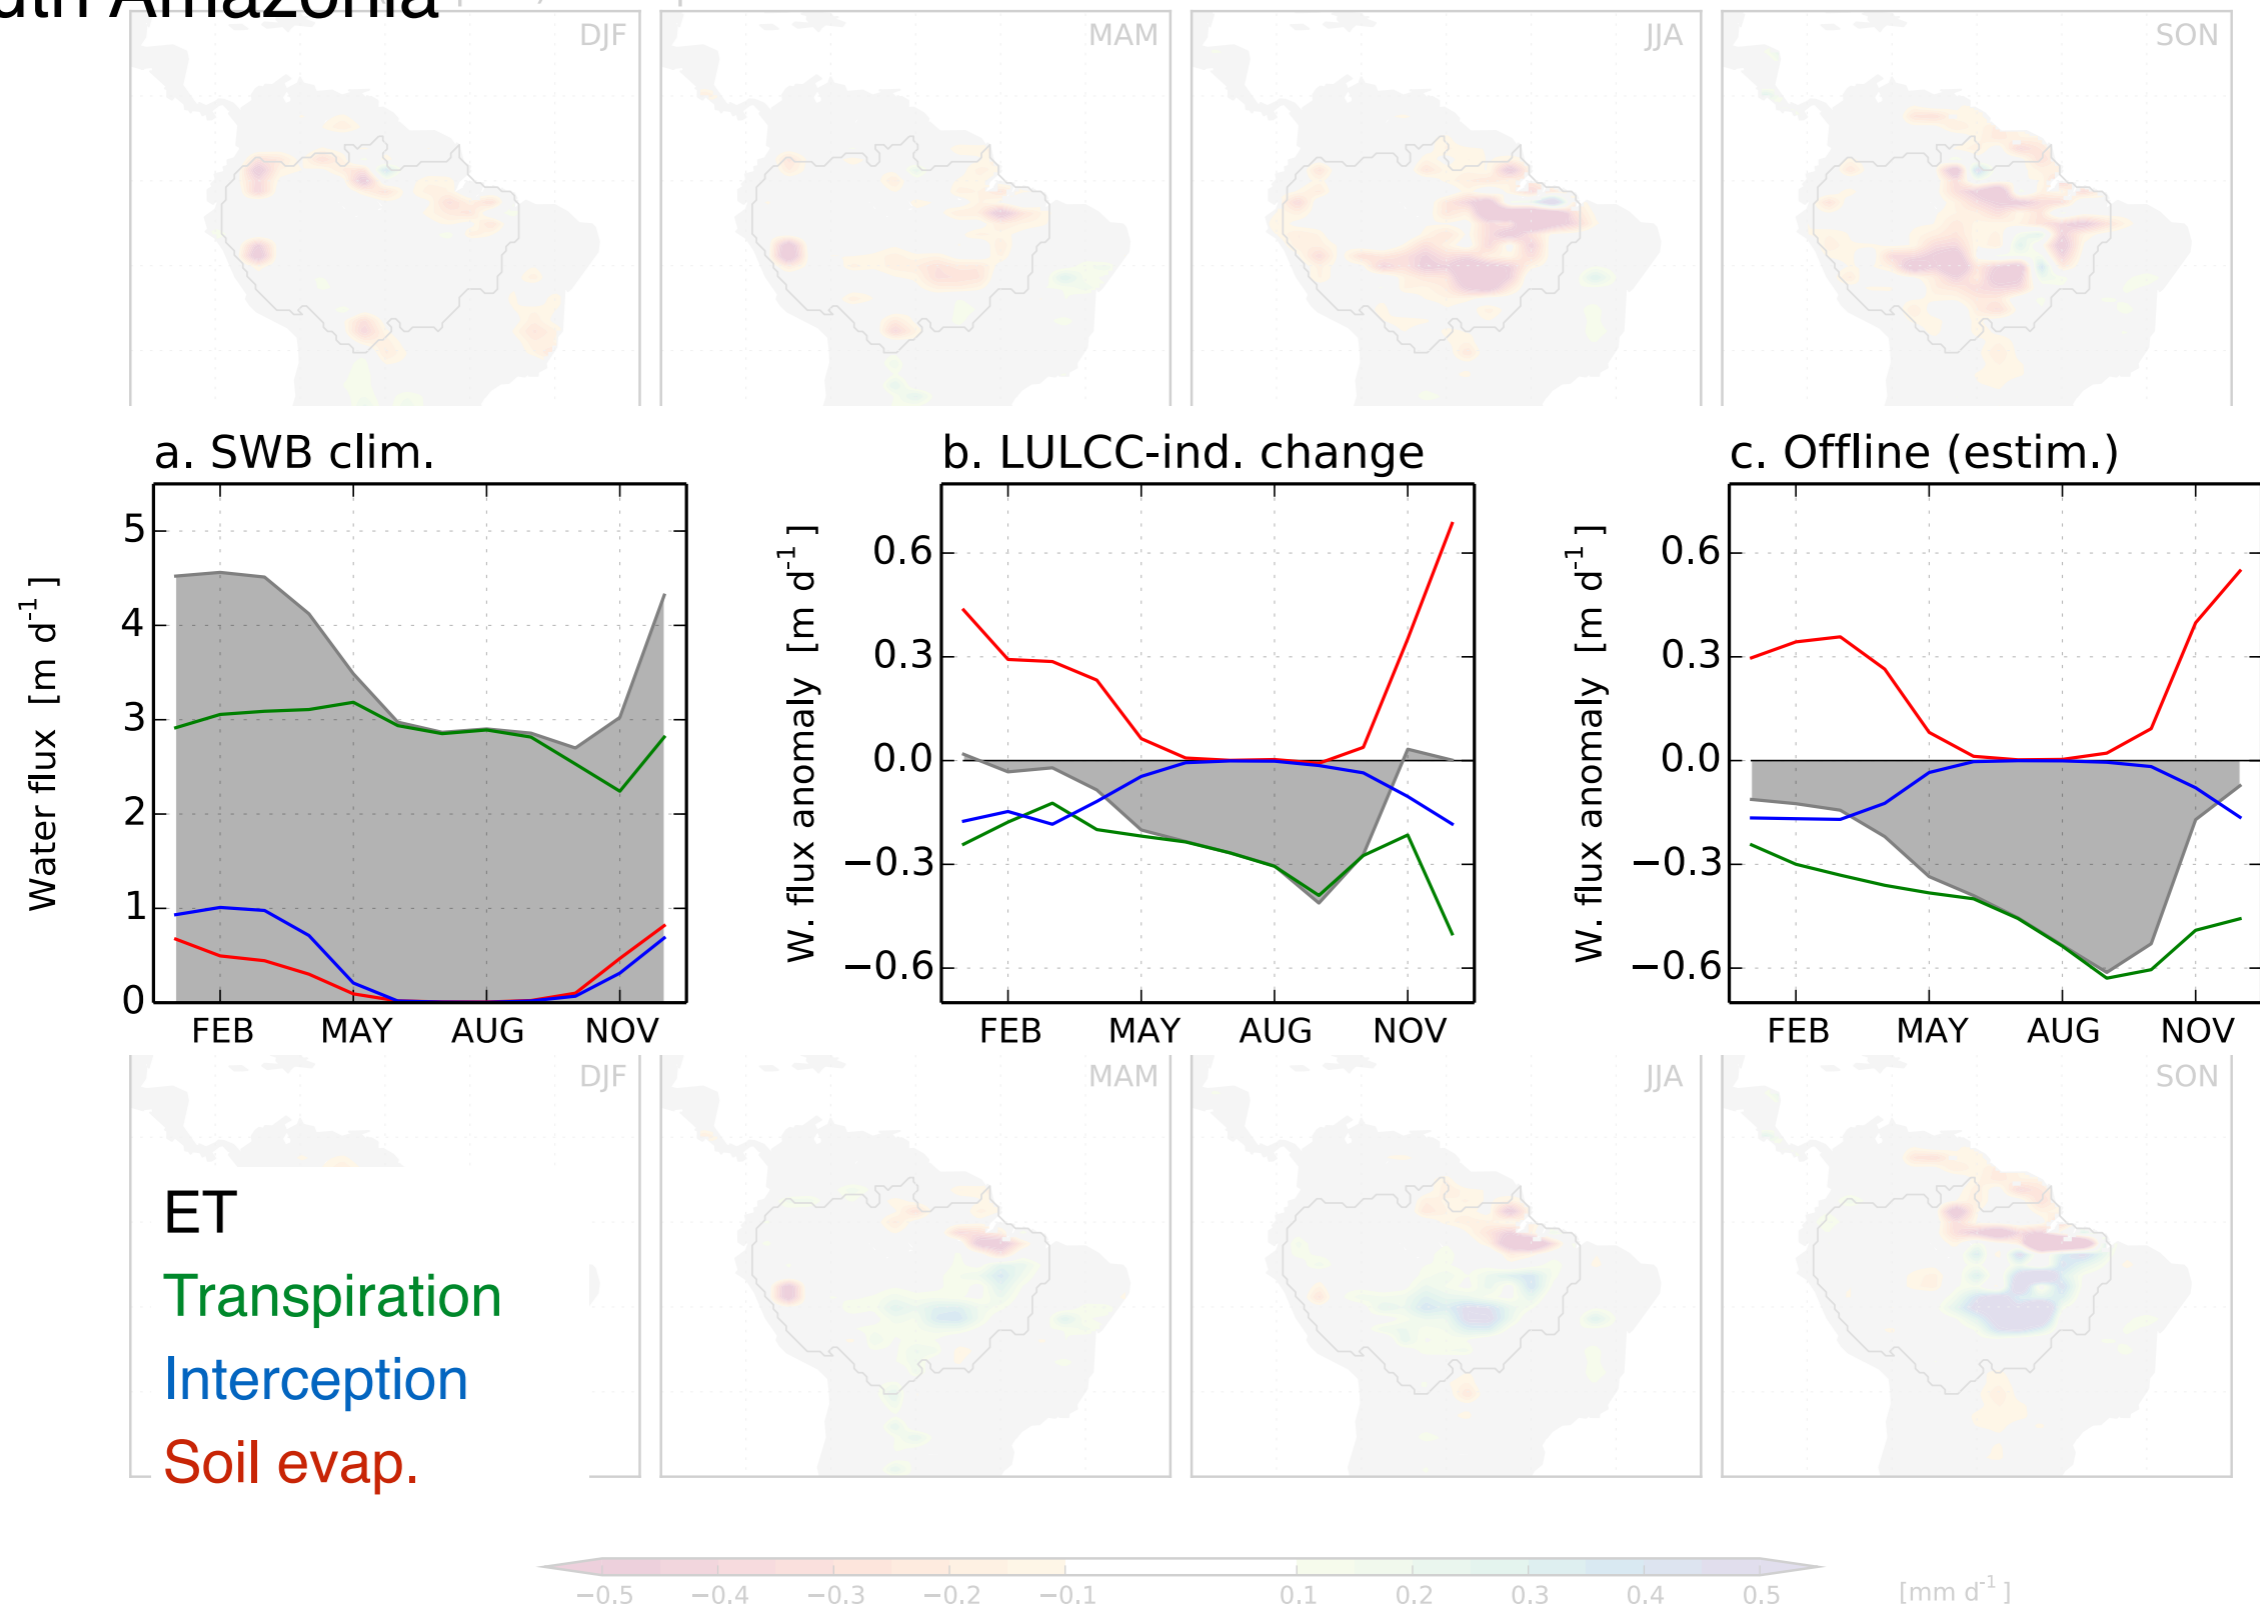 Amazonia
DJF MAM JJA SON
a. SWB clim. b. LULCC-ind. change c. Offline (estim.)
Water flux [m d-1]
5
4
3
2
1
0
FEB MAY AUG NOV
W. flux anomaly [m d-1]
0.6
0.3
0.0
−0.3
−0.6
FEB MAY AUG NOV
W. flux anomaly [m d-1]
0.6
0.3
0.0
−0.3
−0.6
FEB MAY AUG NOV
DJF MAM JJA SON
ET
Transpiration
Interception
Soil evap.
−0.5 −0.4 −0.3 −0.2 −0.1 0.1 0.2 0.3 0.4 0.5 [mm d-1]